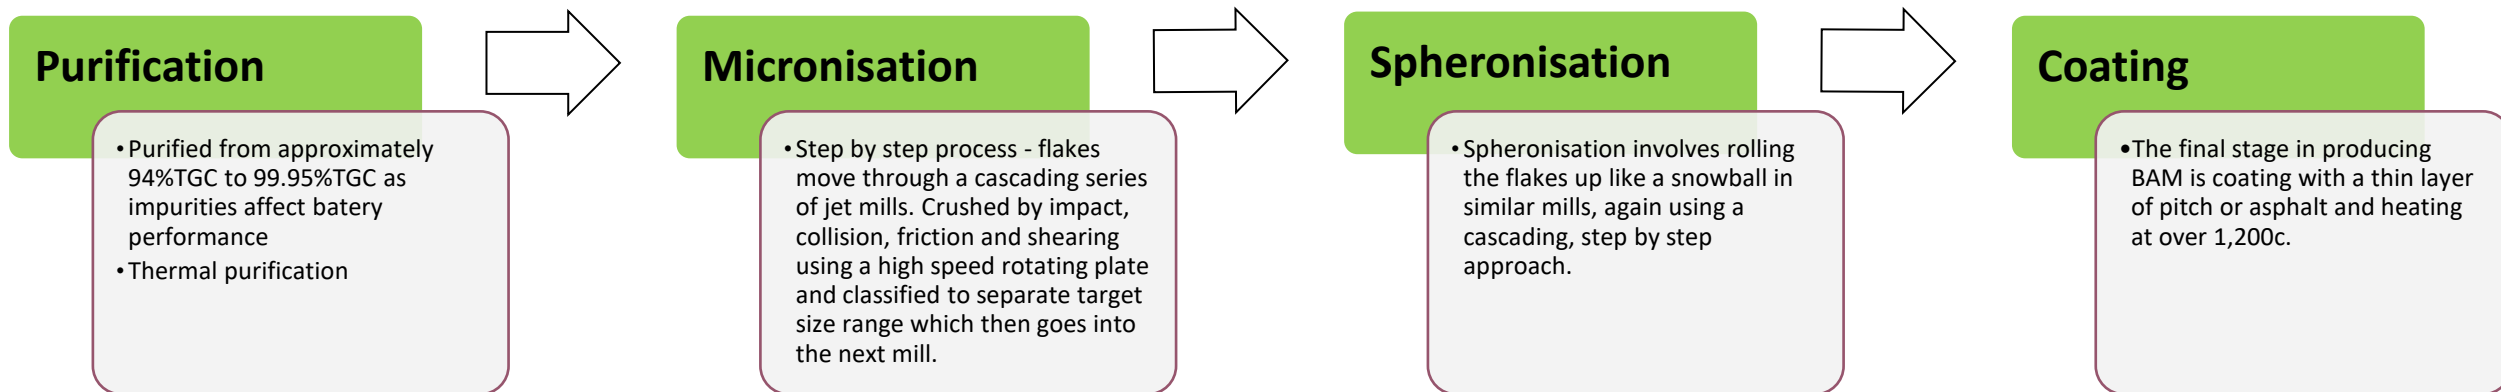 Purification
• Purified from approximately
94%TGC to 99.95%TGC as
impurities affect batery
performance
• Thermal purification
Micronisation
• Step by step process - flakes
move through a cascading series
of jet mills. Crushed by impact,
collision, friction and shearing
using a high speed rotating plate
and classified to separate target
size range which then goes into
the next mill.
Spheronisation
• Spheronisation involves rolling
the flakes up like a snowball in
similar mills, again using a
cascading, step by step
approach.
Coating
•The final stage in producing
BAM is coating with a thin layer
of pitch or asphalt and heating
at over 1,200c.